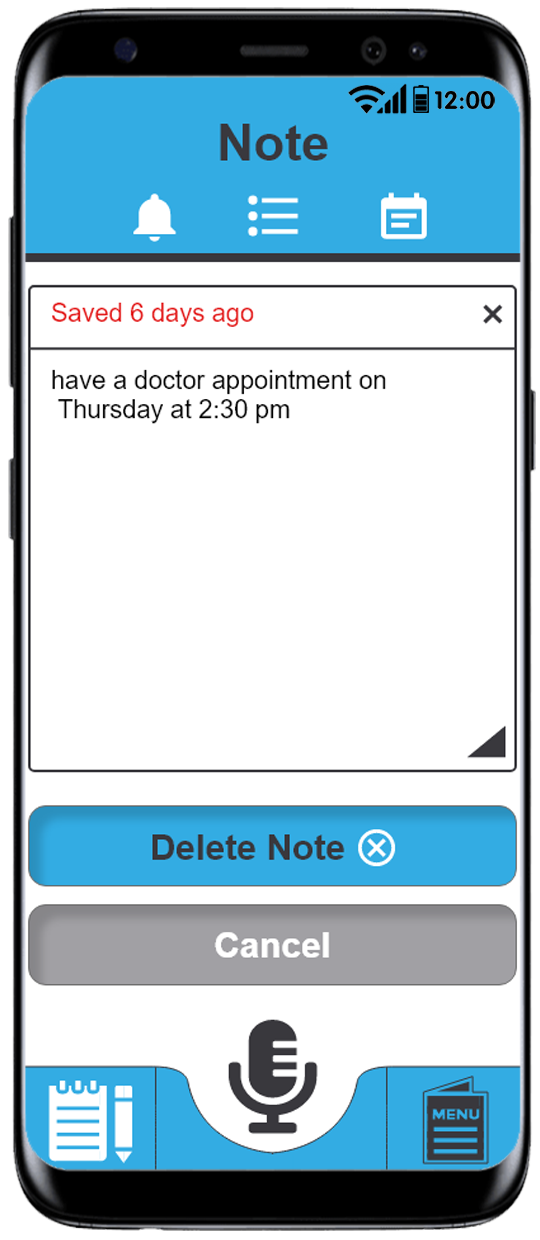 12:00
Note
Saved 6 days ago
have a doctor appointment on
Thursday at 2:30 pm
Delete Note
Cancel
MENU